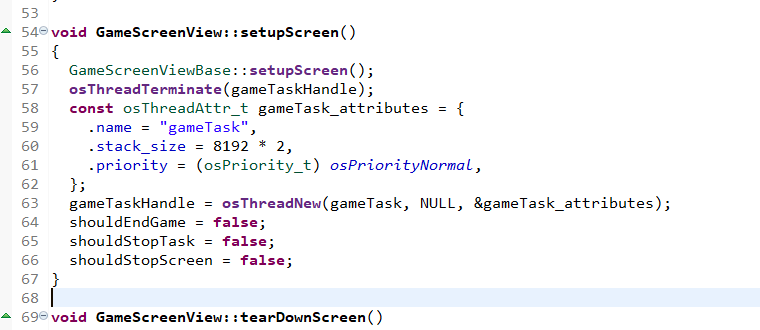 53
54 void GameScreenView::setupScreen()
55 {
56   GameScreenViewBase::setupScreen();
57   osThreadTerminate(gameTaskHandle);
58   const osThreadAttr_t gameTask_attributes = {
59     .name = "gameTask",
60     .stack_size = 8192 * 2,
61     .priority = (osPriority_t) osPriorityNormal,
62   };
63   gameTaskHandle = osThreadNew(gameTask, NULL, &gameTask_attributes);
64   shouldEndGame = false;
65   shouldStopTask = false;
66   shouldStopScreen = false;
67 }
68
69 void GameScreenView::tearDownScreen()